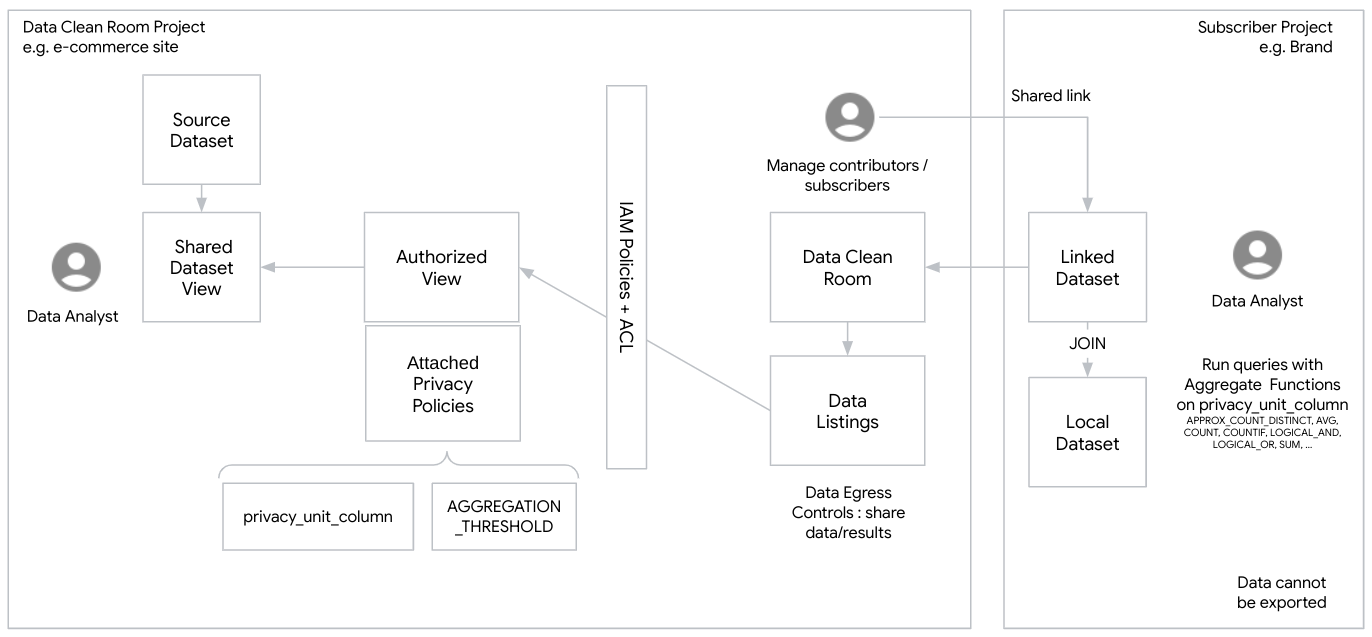 Data Clean Room Project
e.g. e-commerce site
Source
Dataset
Shared
Dataset
View
Data Analyst
Authorized
View
Attached
Privacy
Policies
privacy_unit_column
AGGREGATION
_THRESHOLD
IAM Policies + ACL
Manage contributors /
subscribers
Data Clean
Room
Data
Listings
Data Egress
Controls : share
data/results
Subscriber Project
e.g. Brand
Shared link
Linked
Dataset
JOIN
Local
Dataset
Data Analyst
Run queries with
Aggregate Functions
on privacy_unit_column
APPROX_COUNT_DISTINCT, AVG,
COUNT, COUNTIF, LOGICAL_AND,
LOGICAL_OR, SUM, ...
Data cannot
be exported